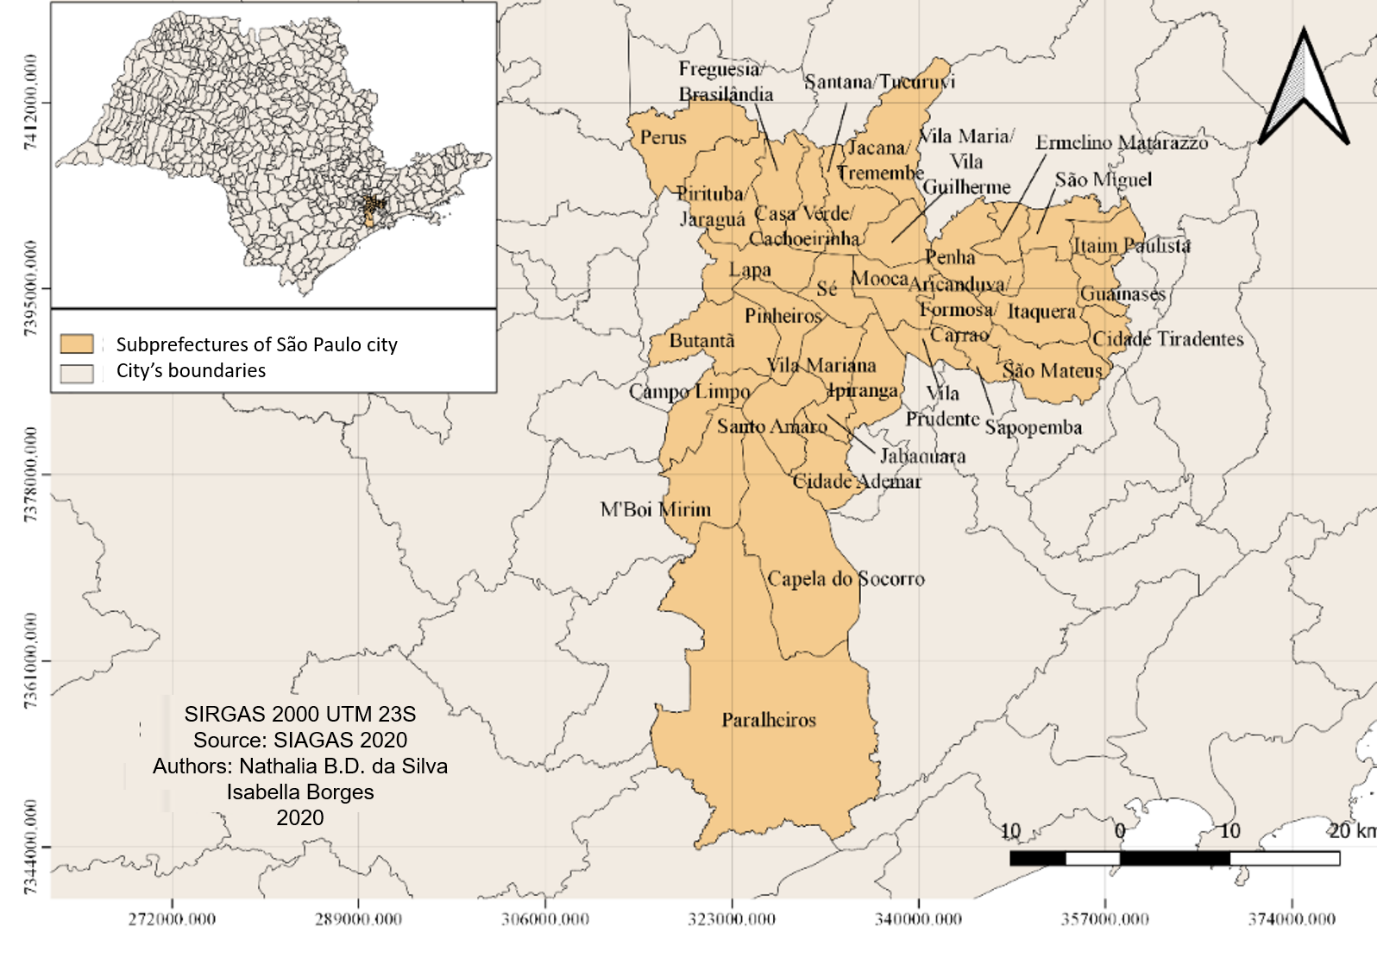 Freguesia/
Brasilândia
Santana/Tucuruvi
Perus
Jacana/
Tremembe
Vila Maria/
Vila
Guilherme
Ermelino Matarazzo
São Miguel
Pirituba/
Jaraguá
Casa Verde/
Cachoeirinha
Itaim Paulista
Penha
Lapa
Sé
Mooca
Aricanduva/
Formosa/
Carrao
Guainases
Itaquera
Pinheiros
Butantã
Cidade Tiradentes
Vila Mariana
São Mateus
Campo Limpo
Ipiranga
Vila
Prudente
Sapopemba
Santo Amaro
Jabaquara
Cidade Ademar
M'Boi Mirim
Capela do Socorro
Paralheiros
Subprefectures of São Paulo city
City's boundaries
SIRGAS 2000 UTM 23S
Source: SIAGAS 2020
Authors: Nathalia B.D. da Silva
Isabella Borges
2020
10 0 10 20 km
7412000.000
7395000.000
7378000.000
7361000.000
7344000.000
272000.000 289000.000 306000.000 323000.000 340000.000 357000.000 374000.000